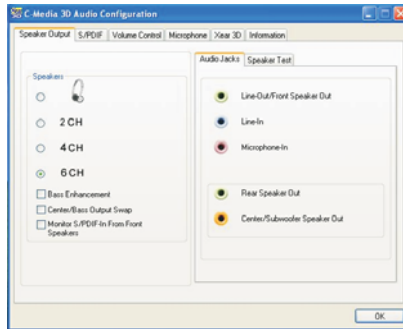 C-Media 3D Audio Configuration
Speaker Output S/PDIF Volume Control Microphone Xear 3D Information
Speakers
2 CH
4 CH
6 CH
Bass Enhancement
Center/Bass Output Swap
Monitor S/PDIF-In From Front
Speakers
Audio Jacks Speaker Test
Line-Out/Front Speaker Out
Line-In
Microphone-In
Rear Speaker Out
Center/Subwoofer Speaker Out
OK